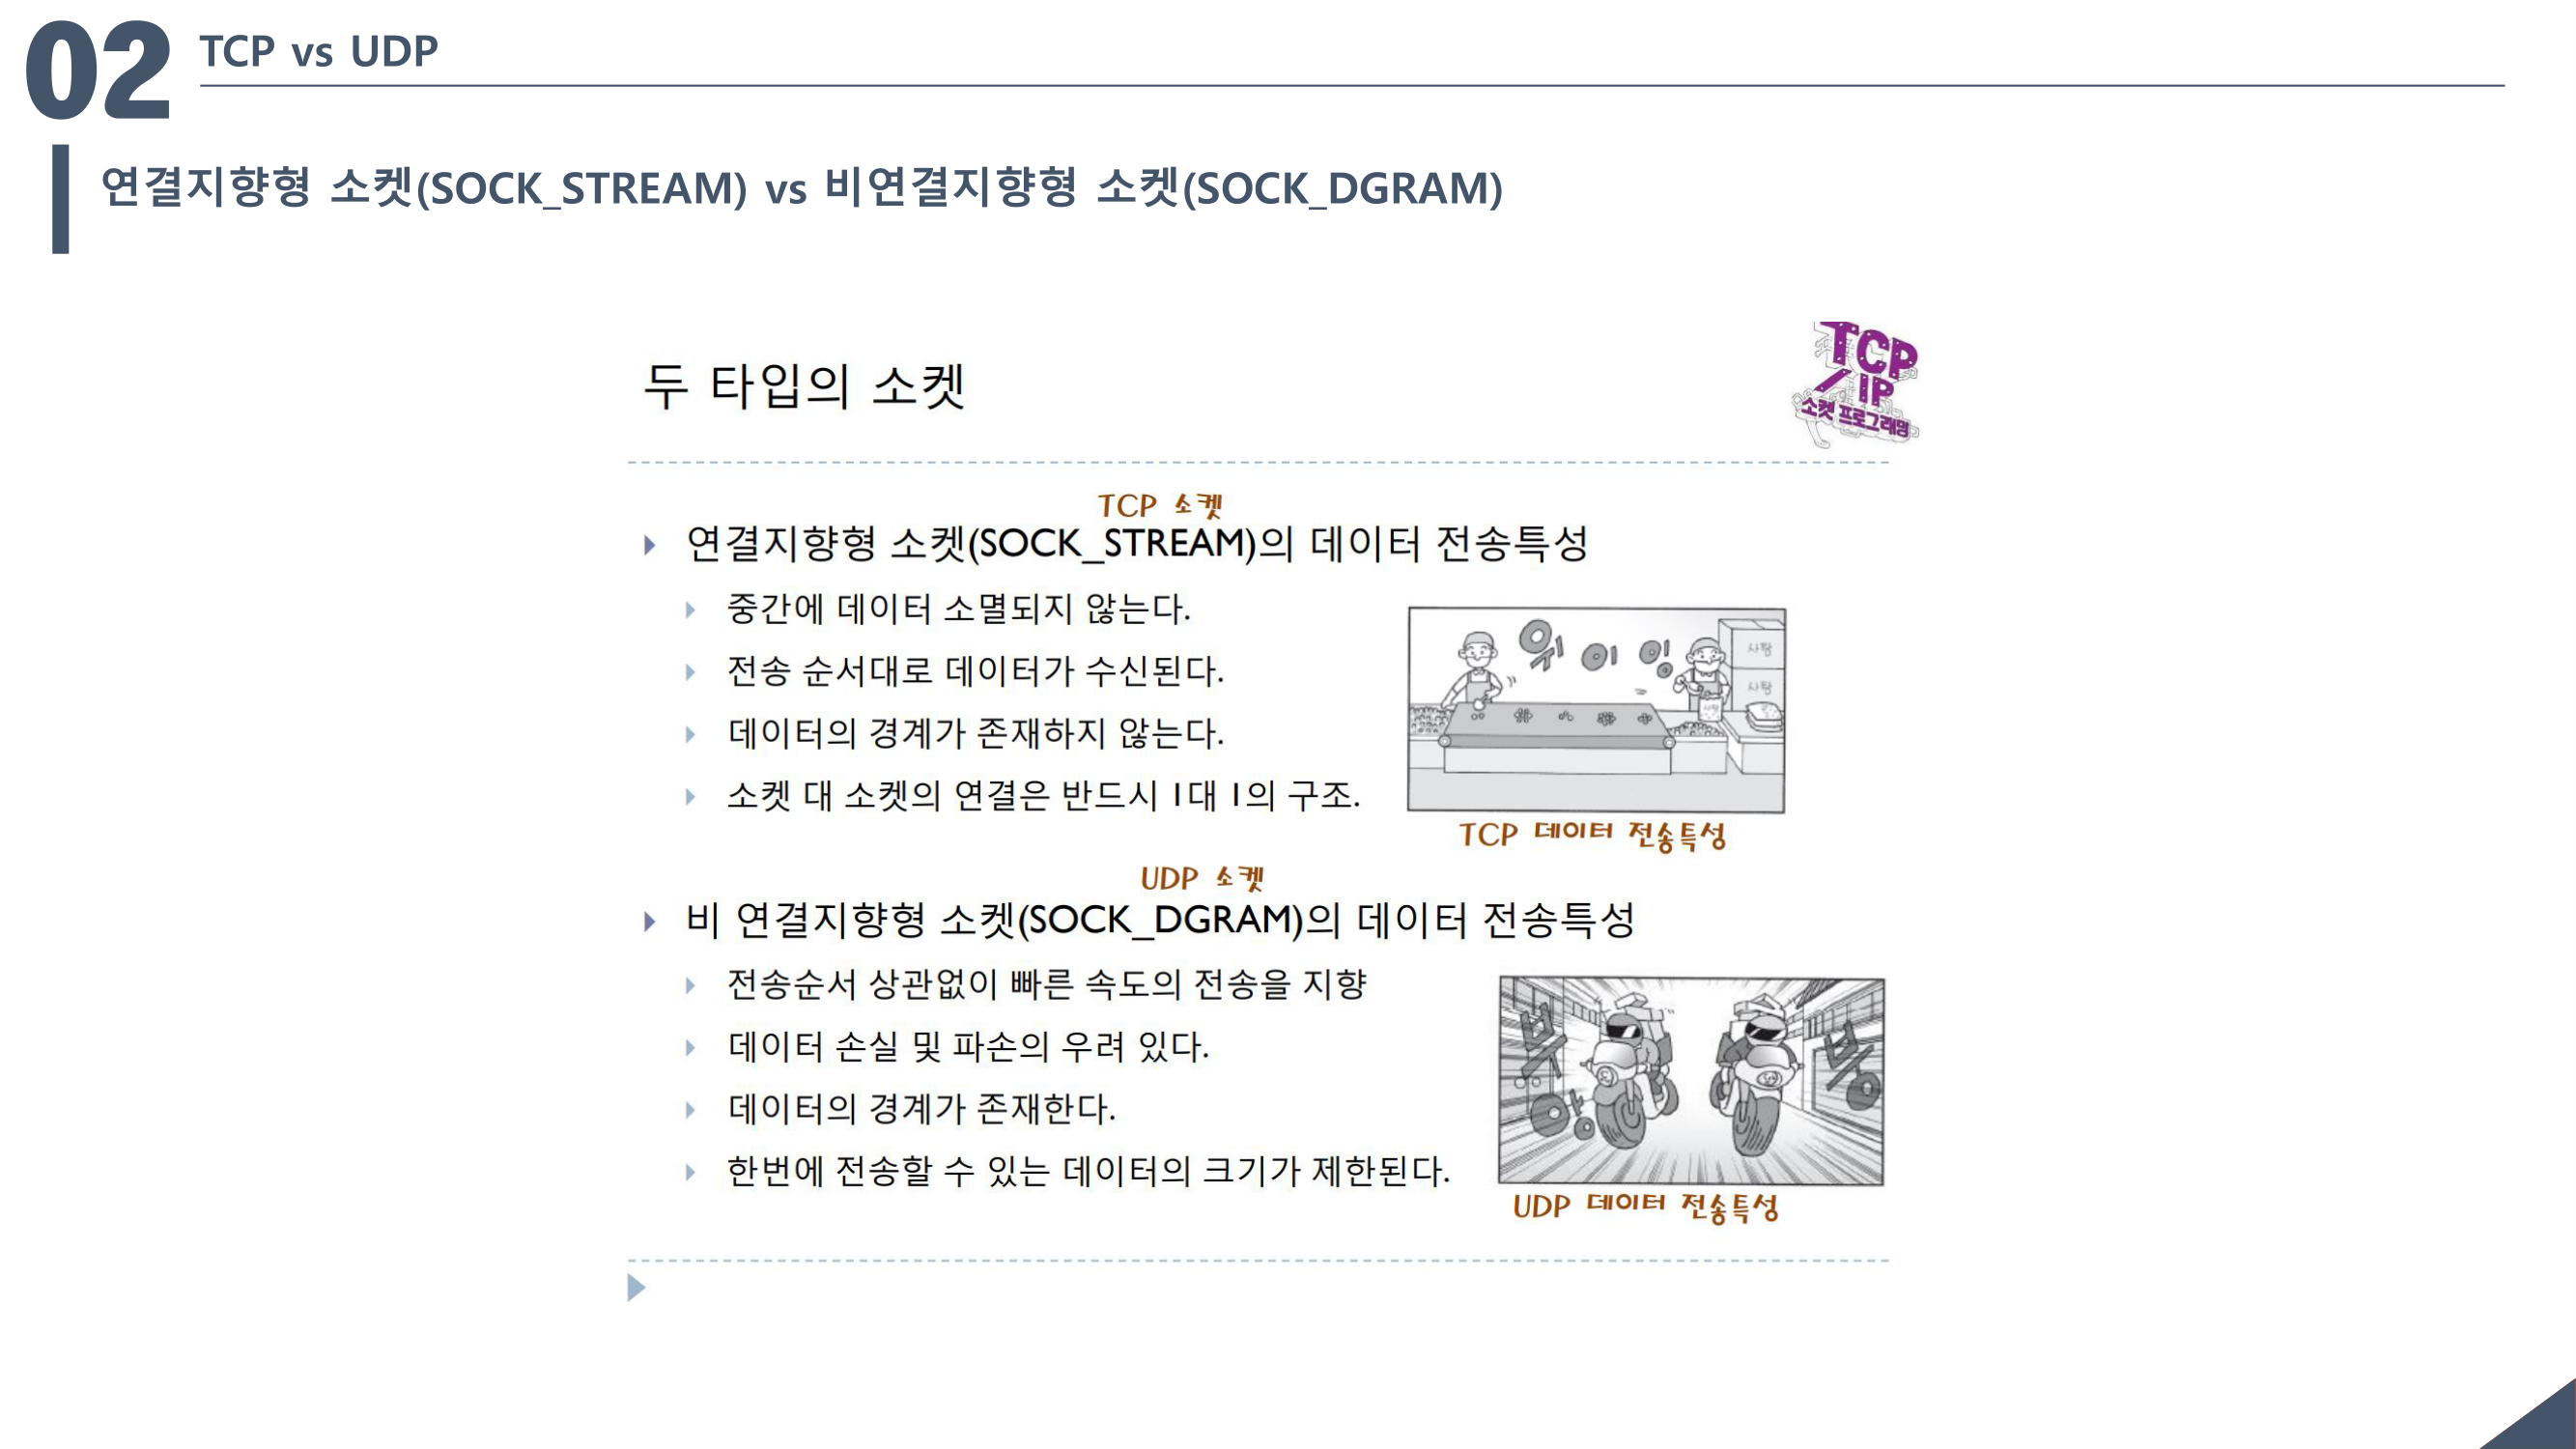 02
TCP vs UDP
연결지향형 소켓(SOCK_STREAM) vs 비연결지향형 소켓(SOCK_DGRAM)
두 타입의 소켓
TCP
/IP
소켓 프로그래밍
TCP 소켓
연결지향형 소켓(SOCK_STREAM)의 데이터 전송특성
중간에 데이터 소멸되지 않는다.
전송 순서대로 데이터가 수신된다.
데이터의 경계가 존재하지 않는다.
소켓 대 소켓의 연결은 반드시 1대 1의 구조.
위이잉
사탕
사탕
사탕
TCP 데이터 전송특성
UDP 소켓
비 연결지향형 소켓(SOCK_DGRAM)의 데이터 전송특성
전송순서 상관없이 빠른 속도의 전송을 지향
데이터 손실 및 파손의 우려 있다.
데이터의 경계가 존재한다.
한번에 전송할 수 있는 데이터의 크기가 제한된다.
UDP 데이터 전송특성